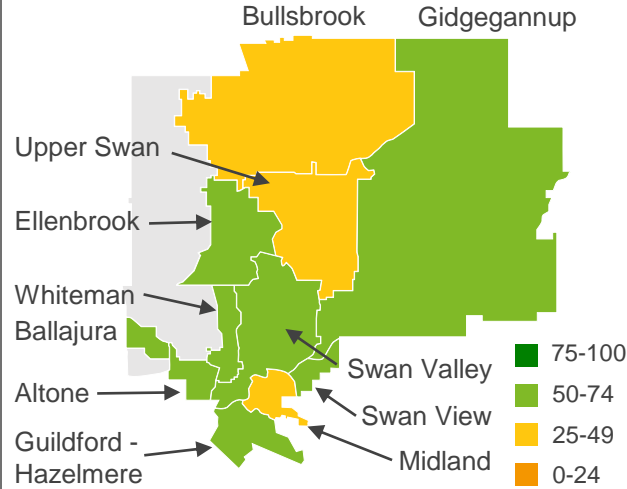 Bullsbrook
Gidgegannup
Upper Swan
Ellenbrook
Whiteman
Ballajura
Altone
Guildford -
Hazelmere
Swan Valley
Swan View
Midland
75-100
50-74
25-49
0-24